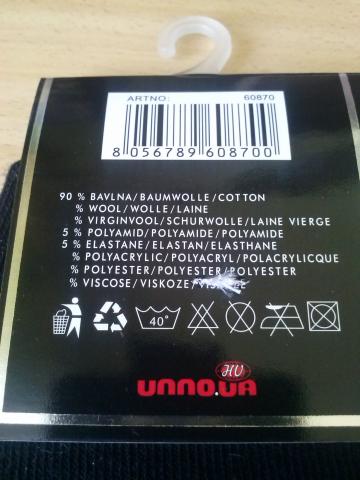 ARTNO: 60870
8 056789 608700
90 % BAVLNA/BAUMWOLLE/COTTON
% WOOL/WOLLE/LAINE
% VIRGINVOOL/SCHURWOLLE/LAINE VIERGE
5 % POLYAMID/POLYAMIDE/POLYAMIDE
5 % ELASTANE/ELASTAN/ELASTHANE
% POLYACRYLIC/POLYACRYL/POLACRYLICQUE
% POLYESTER/POLYESTER/POLYESTER
% VISCOSE/VISKOZE/
40°
HU
UNNO.UA